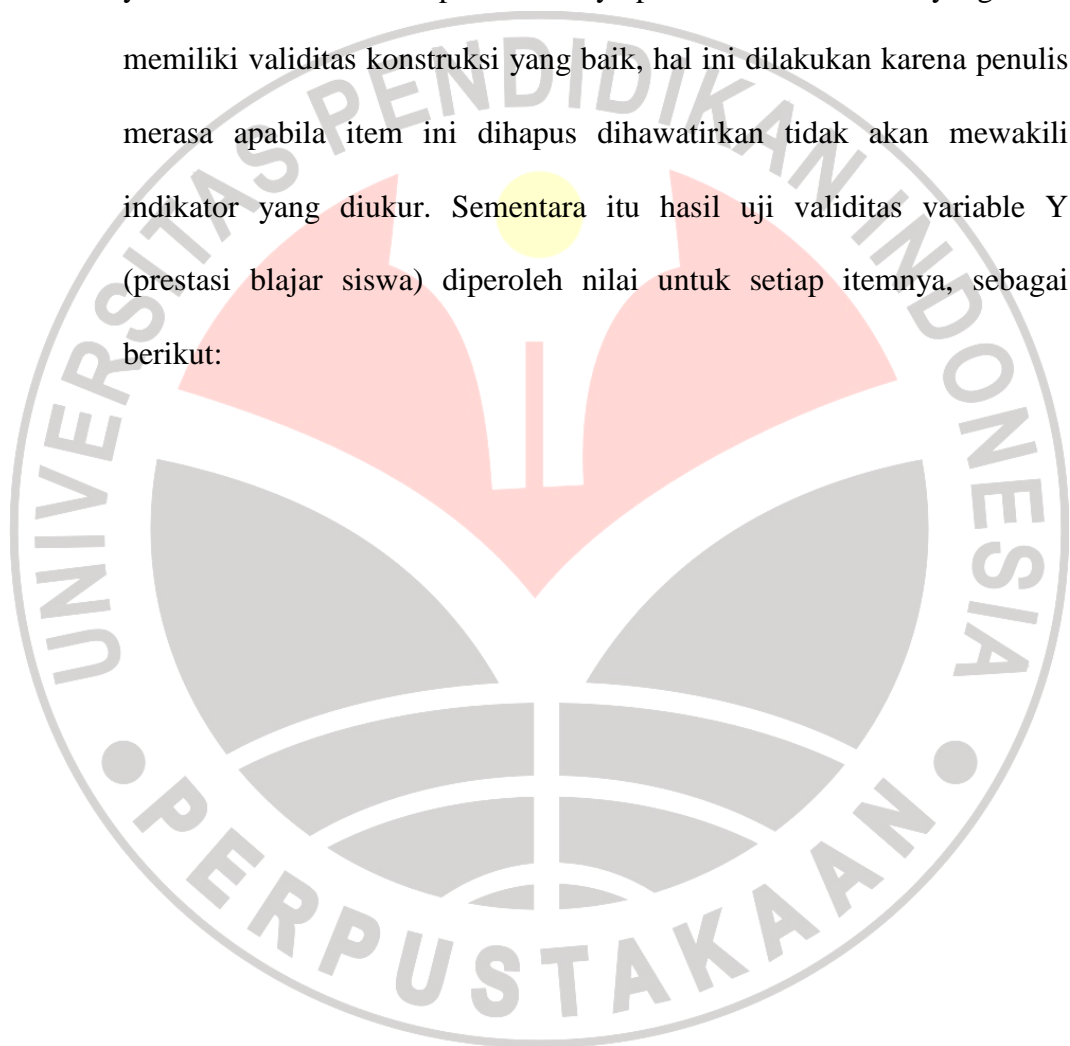 memiliki validitas konstruksi yang baik, hal ini dilakukan karena penulis
merasa apabila item ini dihapus dihawatirkan tidak akan mewakili
indikator yang diukur. Sementara itu hasil uji validitas variable Y
(prestasi blajar siswa) diperoleh nilai untuk setiap itemnya, sebagai
berikut:
UNIVERSITAS PENDIDIKAN INDONESIA
PERPUSTAKAAN